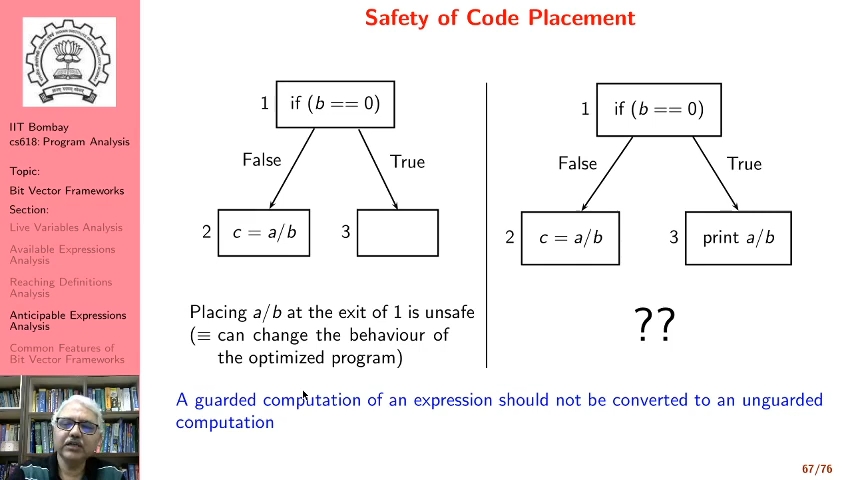 Safety of Code Placement
IIT Bombay
cs618: Program Analysis
Topic:
Bit Vector Frameworks
Section:
Live Variables Analysis
Available Expressions
Analysis
Reaching Definitions
Analysis
Anticipable Expressions
Analysis
Common Features of
Bit Vector Frameworks
1 if (b == 0)
False True
2 c = a/b 3
Placing a/b at the exit of 1 is unsafe
(≡ can change the behaviour of
the optimized program)
1 if (b == 0)
False True
2 c = a/b 3 print a/b
??
A guarded computation of an expression should not be converted to an unguarded
computation
67/76